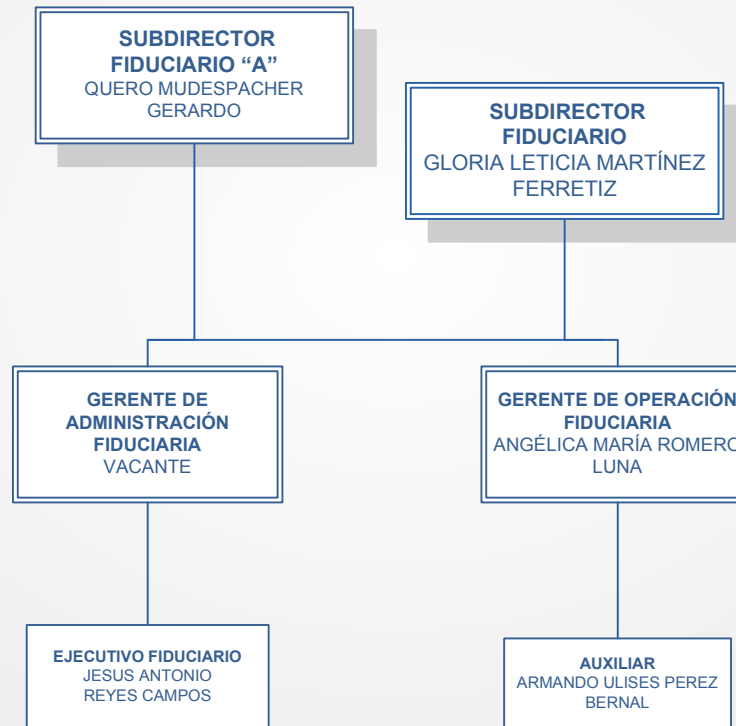 SUBDIRECTOR
FIDUCIARIO “A”
QUERO MUDESPACHER
GERARDO
SUBDIRECTOR
FIDUCIARIO
GLORIA LETICIA MARTÍNEZ
FERRETIZ
GERENTE DE
ADMINISTRACIÓN
FIDUCIARIA
VACANTE
GERENTE DE OPERACIÓN
FIDUCIARIA
ANGÉLICA MARÍA ROMERO
LUNA
EJECUTIVO FIDUCIARIO
JESUS ANTONIO
REYES CAMPOS
AUXILIAR
ARMANDO ULISES PEREZ
BERNAL